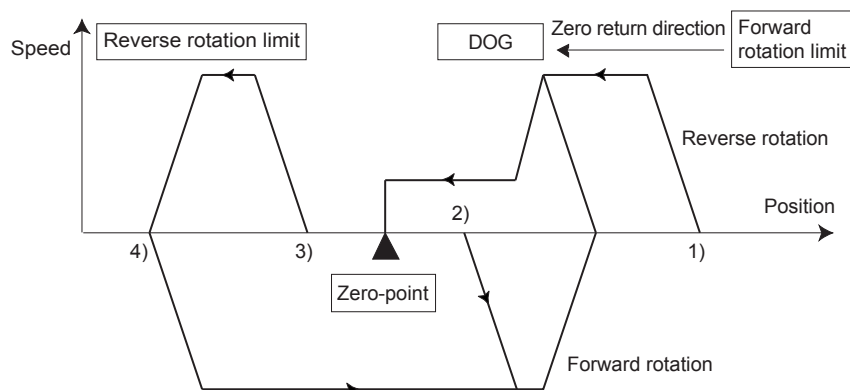 Speed
Reverse rotation limit
DOG
Zero return direction
Forward
rotation limit
Reverse rotation
2)
Position
4)
3)
1)
Zero-point
Forward rotation